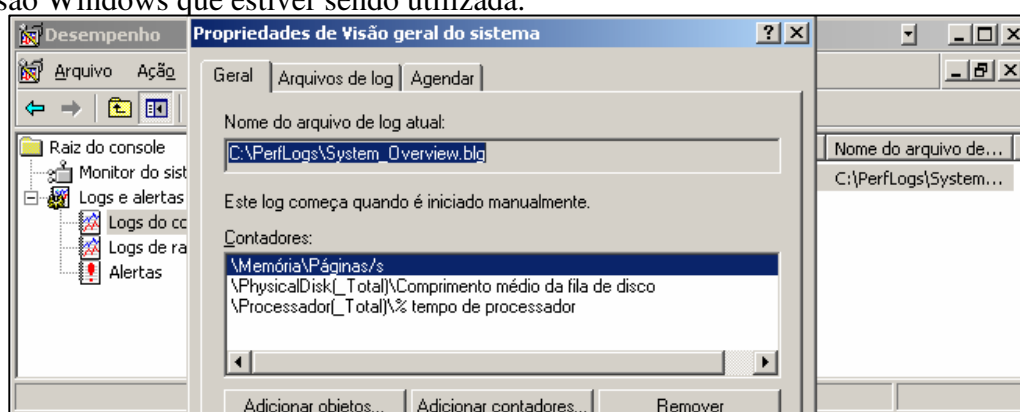 são Windows que estiver sendo utilizada.
Desempenho
Propriedades de Visão geral do sistema
Arquivo Ação
Geral Arquivos de log Agendar
Nome do arquivo de log atual:
C:\PerfLogs\System_Overview.blg
Este log começa quando é iniciado manualmente.
Contadores:
\Memória\Páginas/s
\PhysicalDisk(_Total)\Comprimento médio da fila de disco
\Processador(_Total)\% tempo de processador
Adicionar objetos... Adicionar contadores... Remover
Raiz do console
Monitor do sist
Logs e alertas
Logs do co
Logs de ra
Alertas
Nome do arquivo de...
C:\PerfLogs\System...